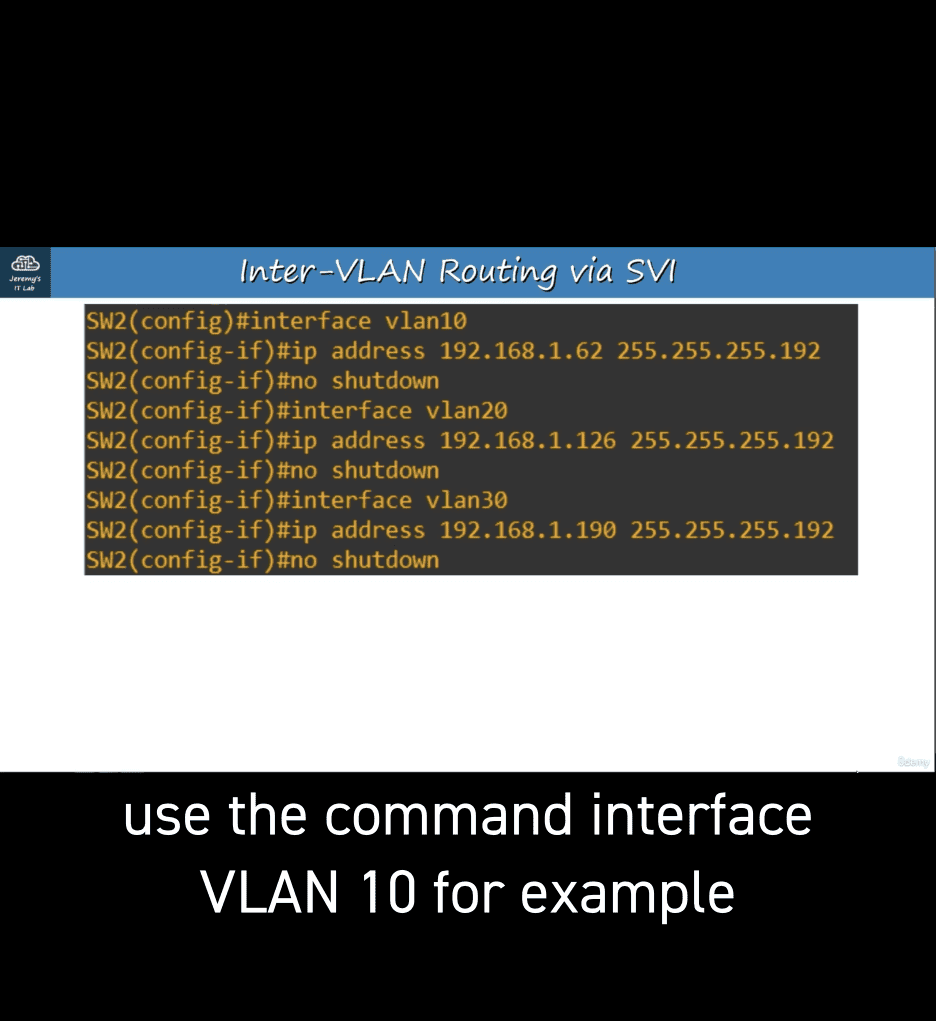 Jeremy's
IT Lab
Inter-VLAN Routing via SVI
SW2(config)#interface vlan10
SW2(config-if)#ip address 192.168.1.62 255.255.255.192
SW2(config-if)#no shutdown
SW2(config-if)#interface vlan20
SW2(config-if)#ip address 192.168.1.126 255.255.255.192
SW2(config-if)#no shutdown
SW2(config-if)#interface vlan30
SW2(config-if)#ip address 192.168.1.190 255.255.255.192
SW2(config-if)#no shutdown
Udemy
use the command interface
VLAN 10 for example